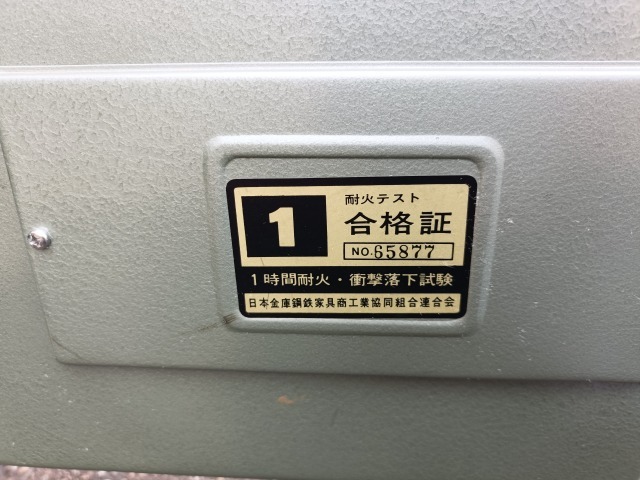 1
耐火テスト
合格証
NO.65877
1時間耐火・衝撃落下試験
日本金庫鋼鉄家具商工業協同組合連合会